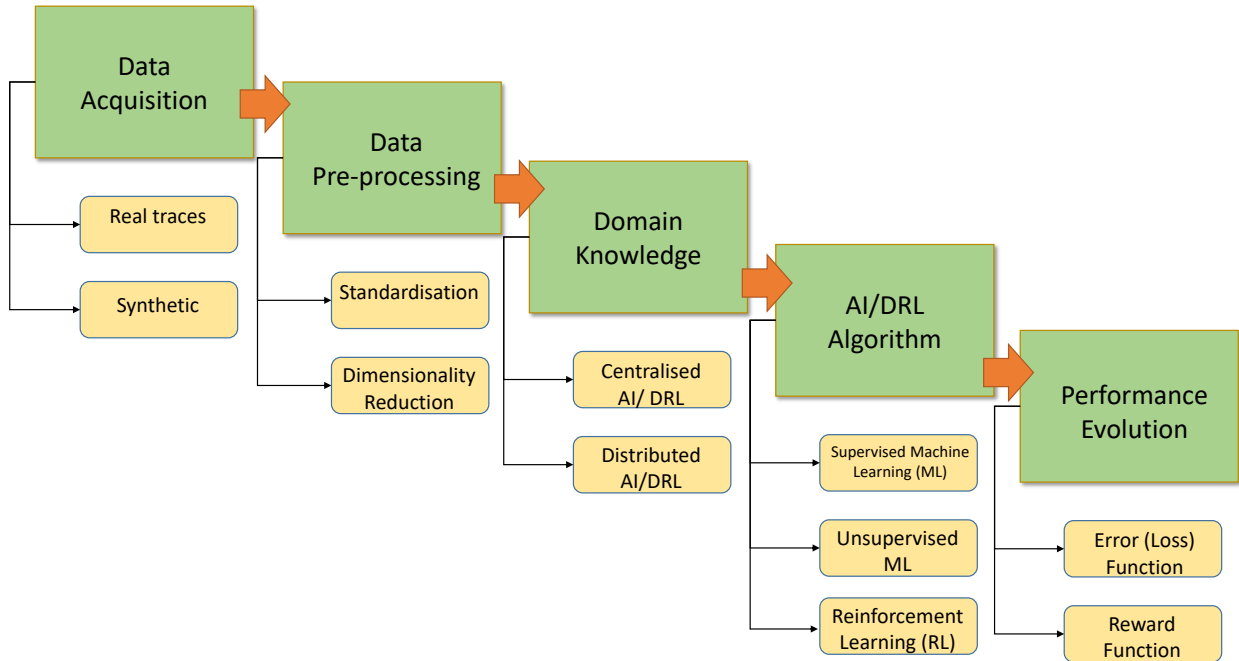 Data
Acquisition
Real traces
Synthetic
Data
Pre-processing
Standardisation
Dimensionality
Reduction
Domain
Knowledge
Centralised
AI/ DRL
Distributed
AI/DRL
AI/DRL
Algorithm
Supervised Machine
Learning (ML)
Unsupervised
ML
Reinforcement
Learning (RL)
Performance
Evolution
Error (Loss)
Function
Reward
Function